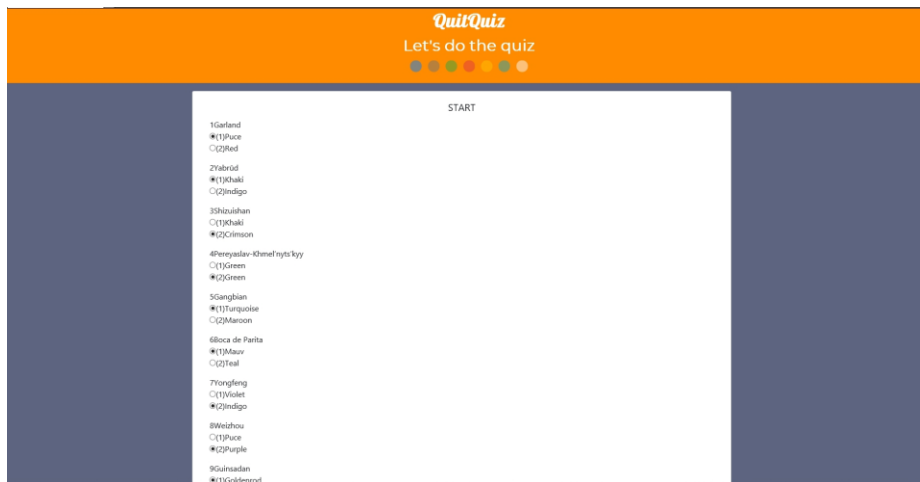 QuitQuiz
Let's do the quiz
START
1Garland
(1)Puce
(2)Red
2Yabrūd
(1)Khaki
(2)Indigo
3Shizuishan
(1)Khaki
(2)Crimson
4Pereyaslav-Khmel'nyts'kyy
(1)Green
(2)Green
5Gangbian
(1)Turquoise
(2)Maroon
6Boca de Parita
(1)Mauv
(2)Teal
7Yongfeng
(1)Violet
(2)Indigo
8Weizhou
(1)Puce
(2)Purple
9Guinsadan
(1)Goldenrod